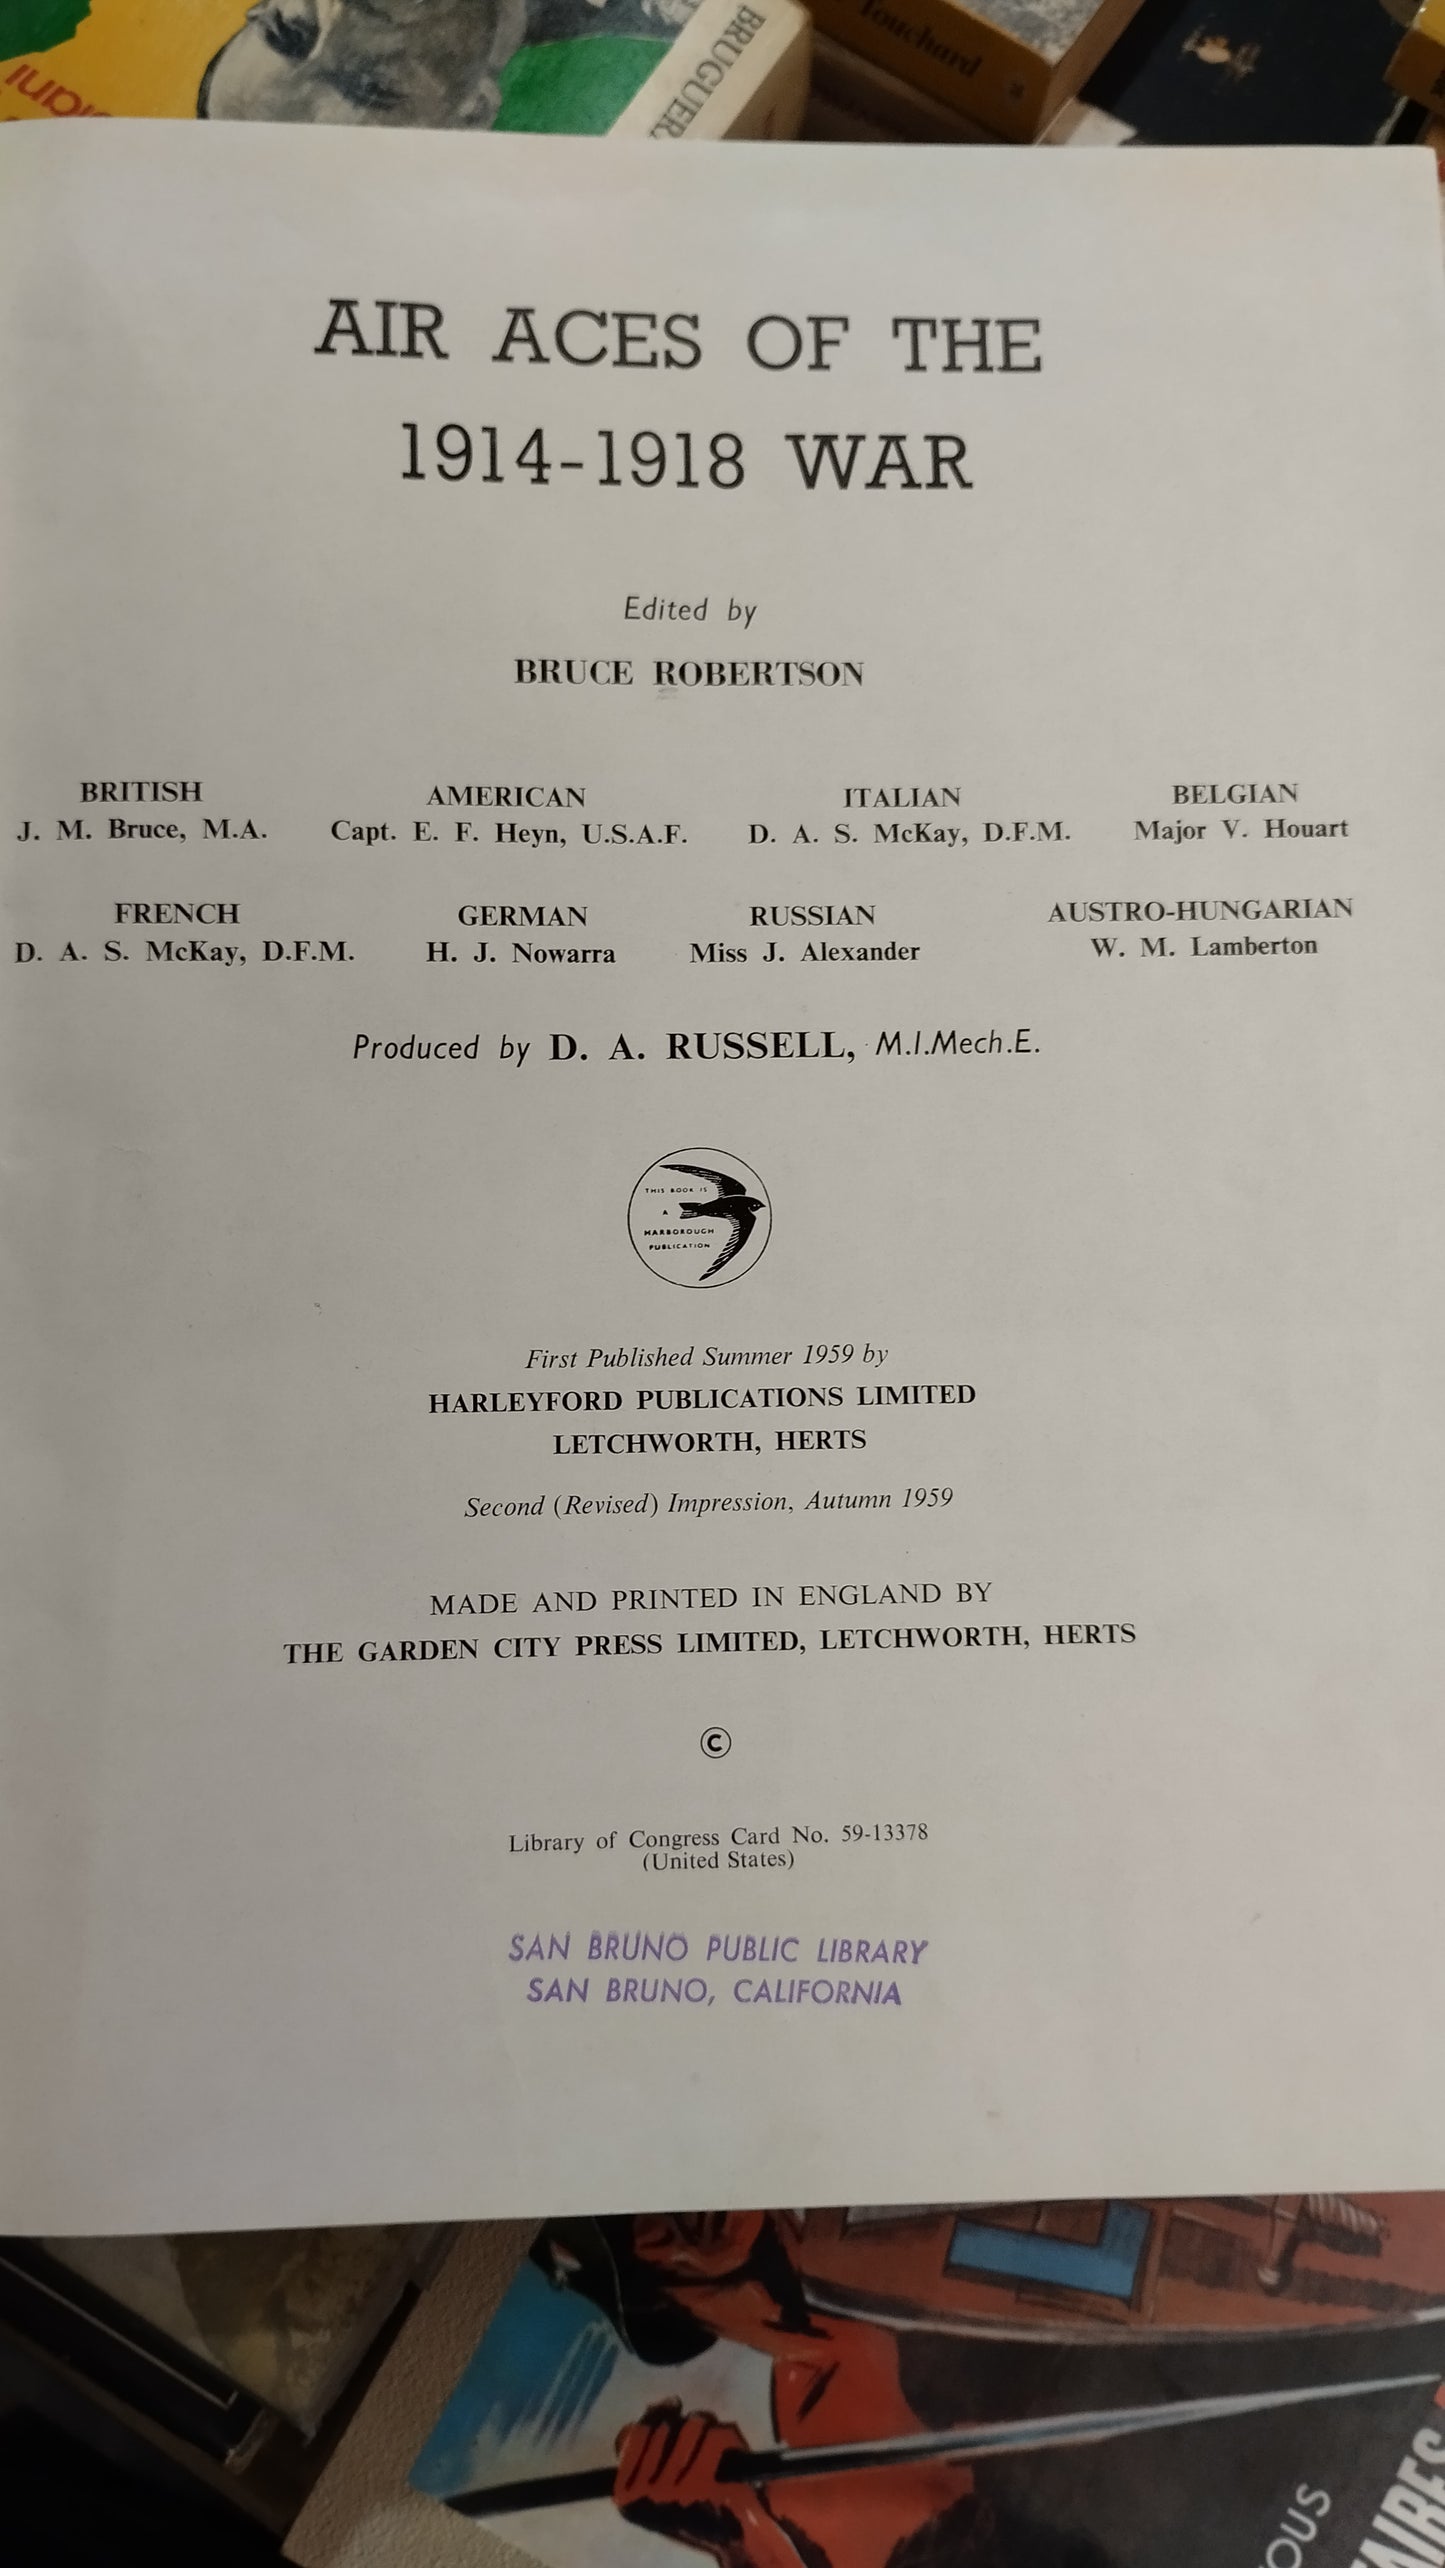 BRUGUER
Touchard
AIR ACES OF THE
1914-1918 WAR
Edited by
BRUCE ROBERTSON
BRITISH AMERICAN ITALIAN BELGIAN
J. M. Bruce, M.A. Capt. E. F. Heyn, U.S.A.F. D. A. S. McKay, D.F.M. Major V. Houart
FRENCH GERMAN RUSSIAN AUSTRO-HUNGARIAN
D. A. S. McKay, D.F.M. H. J. Nowarra Miss J. Alexander W. M. Lamberton
Produced by D. A. RUSSELL, M.I.Mech.E.
THIS BOOK IS
A
HARBOROUGH
PUBLICATION
First Published Summer 1959 by
HARLEYFORD PUBLICATIONS LIMITED
LETCHWORTH, HERTS
Second (Revised) Impression, Autumn 1959
MADE AND PRINTED IN ENGLAND BY
THE GARDEN CITY PRESS LIMITED, LETCHWORTH, HERTS
©
Library of Congress Card No. 59-13378
(United States)
SAN BRUNO PUBLIC LIBRARY
SAN BRUNO, CALIFORNIA
OUS
AIRES